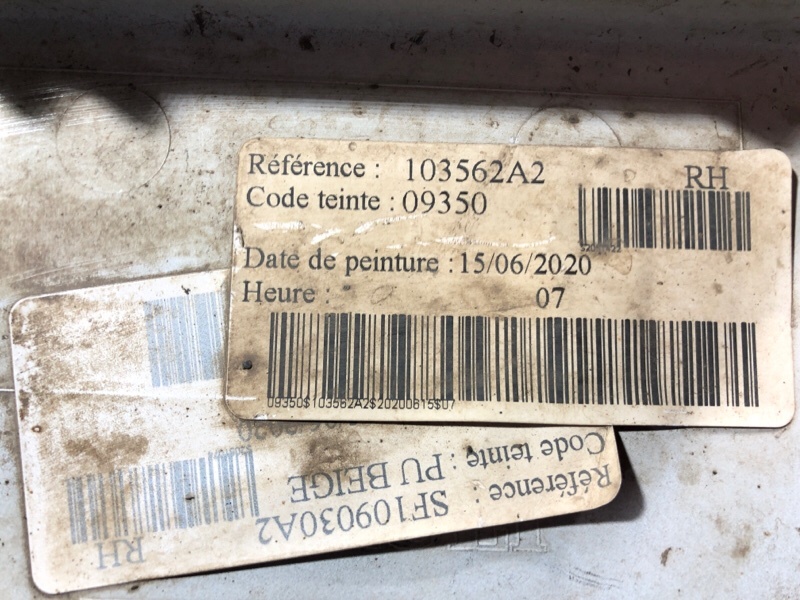 Référence : 103562A2
RH
Code teinte : 09350
Date de peinture : 15/06/2020
Heure : 07
09350$103562A2$20200615$07
Référence : SF109030A2
RH
Code teinte : PU BEIGE